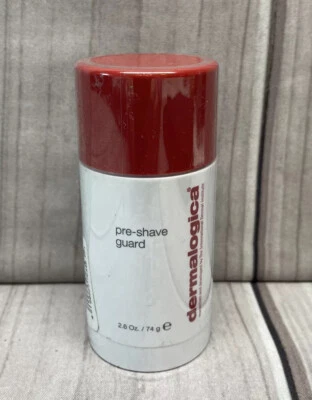 pre-shave
guard
2.6 Oz. / 74 g ℮
dermalogica